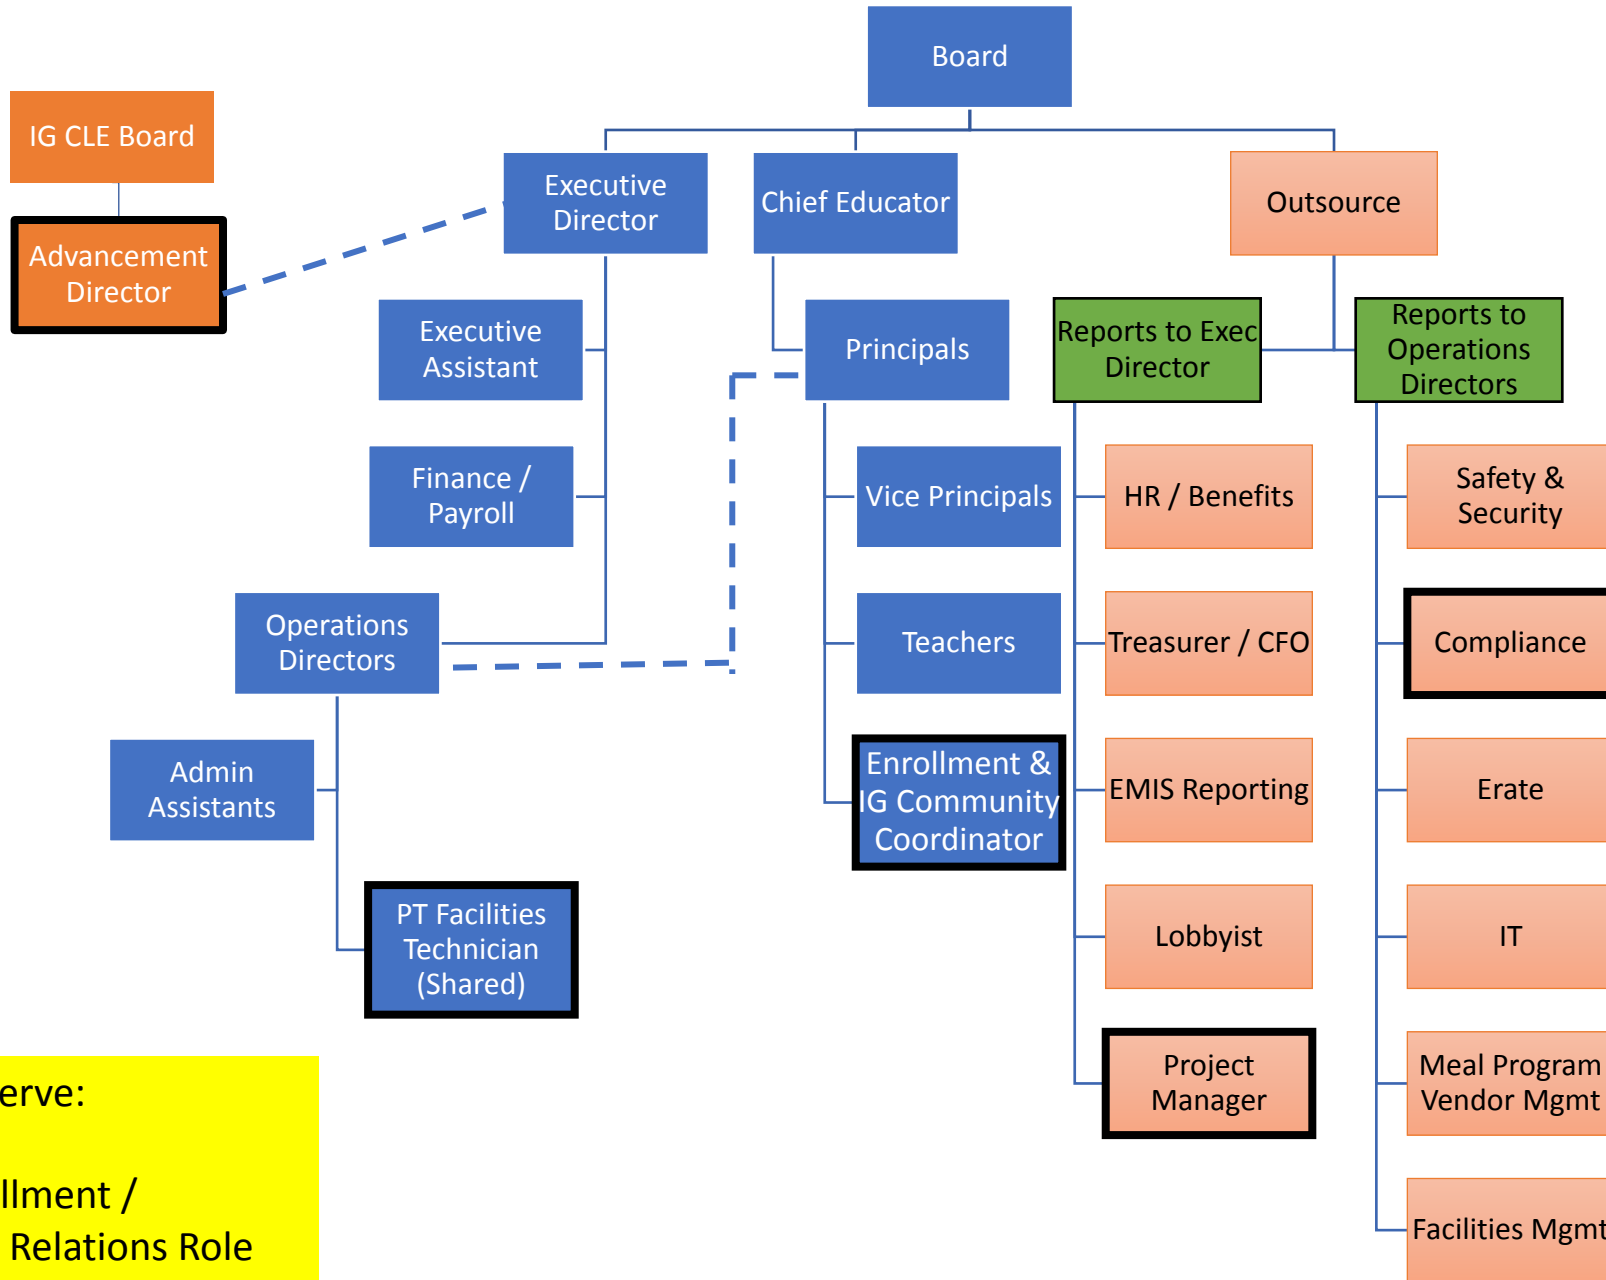 Board
IG CLE Board
Advancement
Director
Executive
Director
Chief Educator
Outsource
Executive
Assistant
Principals
Reports to Exec
Director
Reports to
Operations
Directors
Finance /
Payroll
Vice Principals
HR / Benefits
Safety &
Security
Operations
Directors
Teachers
Treasurer / CFO
Compliance
Admin
Assistants
Enrollment &
IG Community
Coordinator
EMIS Reporting
Erate
PT Facilities
Technician
(Shared)
Lobbyist
IT
Project
Manager
Meal Program
Vendor Mgmt
Facilities Mgmt
erve:
llment /
Relations Role